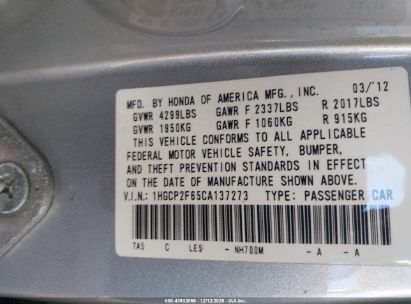 MFD. BY HONDA OF AMERICA MFG., INC. 03/12
GVWR 4299LBS GAWR F 2337LBS R 2017LBS
GVWR 1950KG GAWR F 1060KG R 915KG
THIS VEHICLE CONFORMS TO ALL APPLICABLE
FEDERAL MOTOR VEHICLE SAFETY, BUMPER,
AND THEFT PREVENTION STANDARDS IN EFFECT
ON THE DATE OF MANUFACTURE SHOWN ABOVE.
V.I.N.: 1HGCP2F65CA137273 TYPE: PASSENGER CAR
TA5 C LES - NH700M - A - A